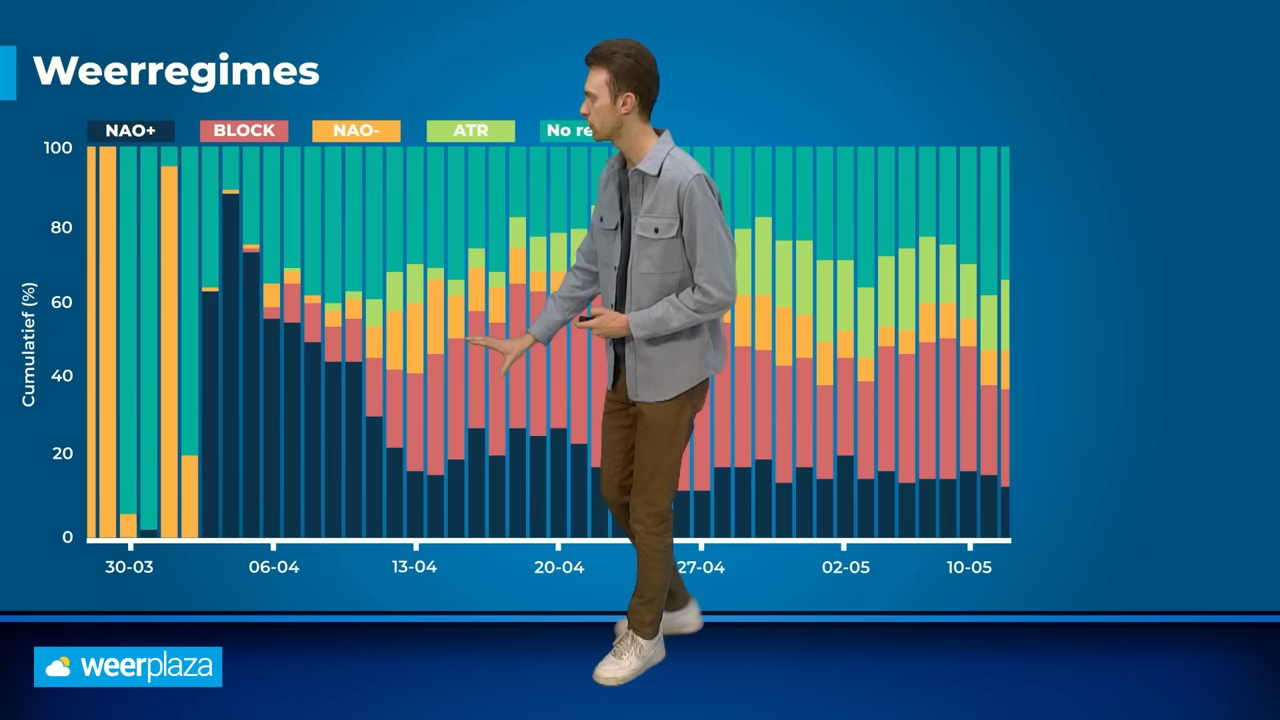 Weerregimes
NAO+ BLOCK NAO- ATR No re
100
80
60
40
20
0
Cumulatief (%)
30-03 06-04 13-04 20-04 27-04 02-05 10-05
weerplaza